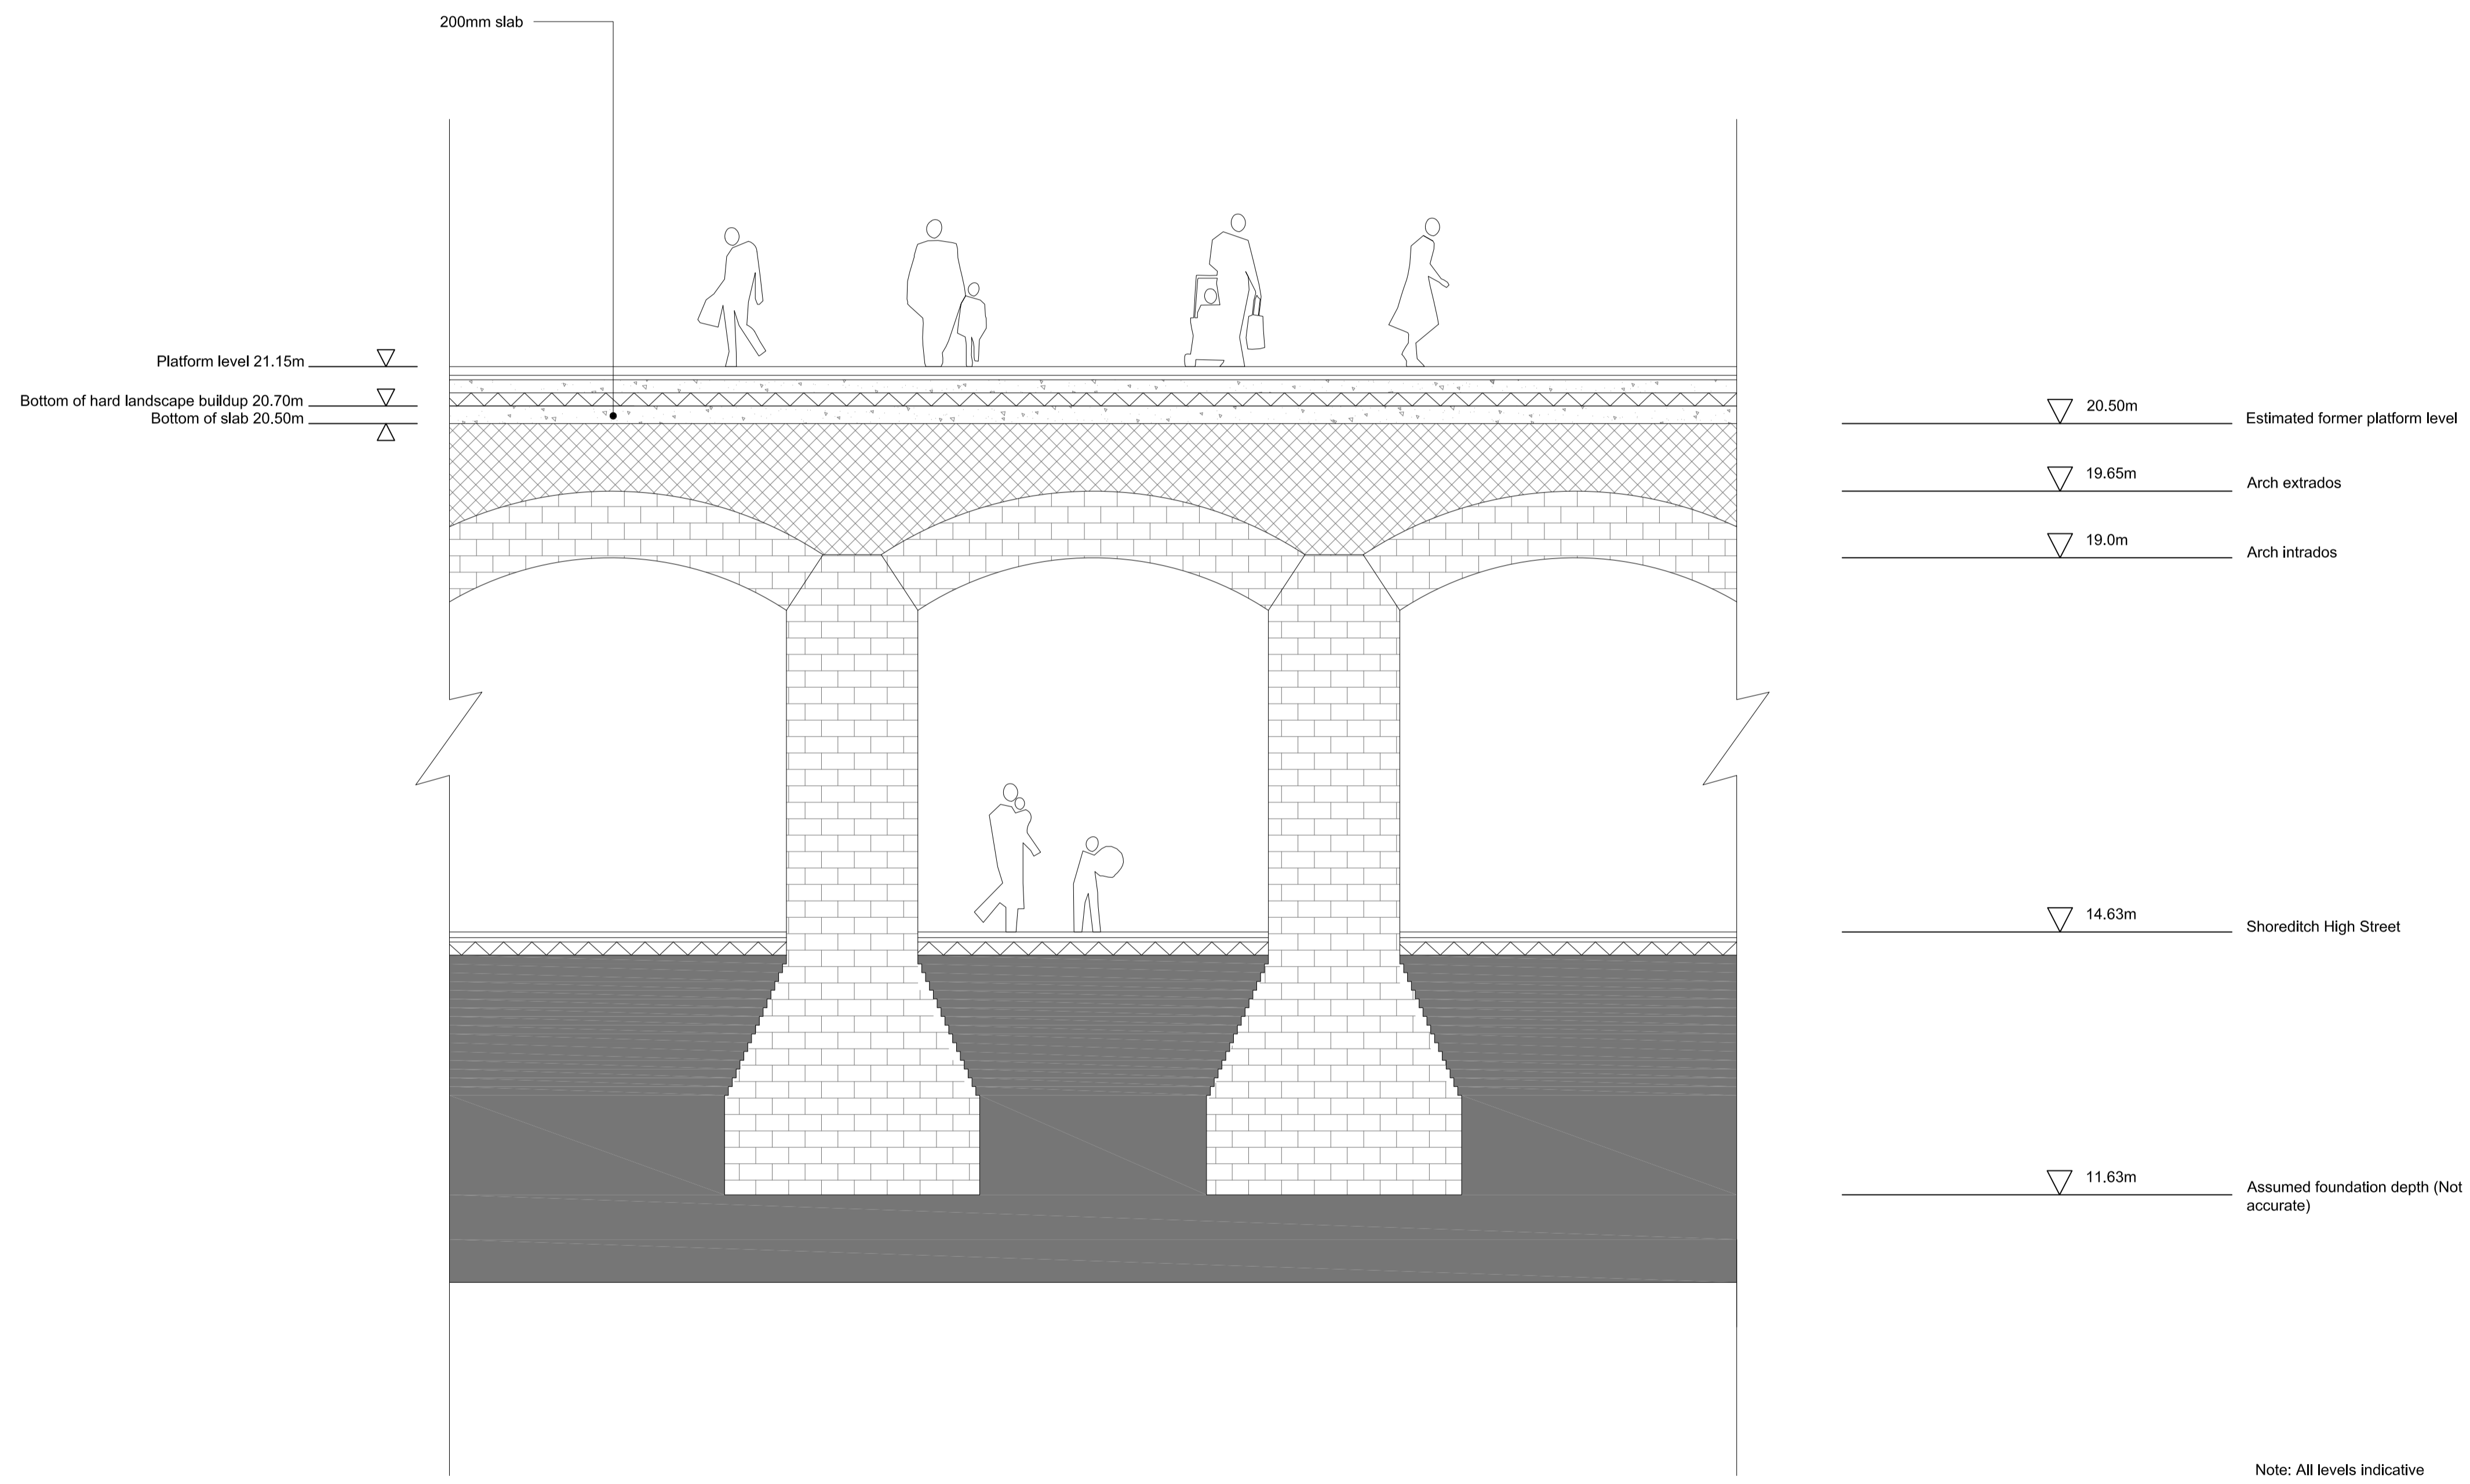 200mm slab
Platform level 21.15m
Bottom of hard landscape buildup 20.70m
Bottom of slab 20.50m
20.50m
Estimated former platform level
19.65m
Arch extrados
19.0m
Arch intrados
14.63m
Shoreditch High Street
11.63m
Assumed foundation depth (Not
accurate)
Note: All levels indicative